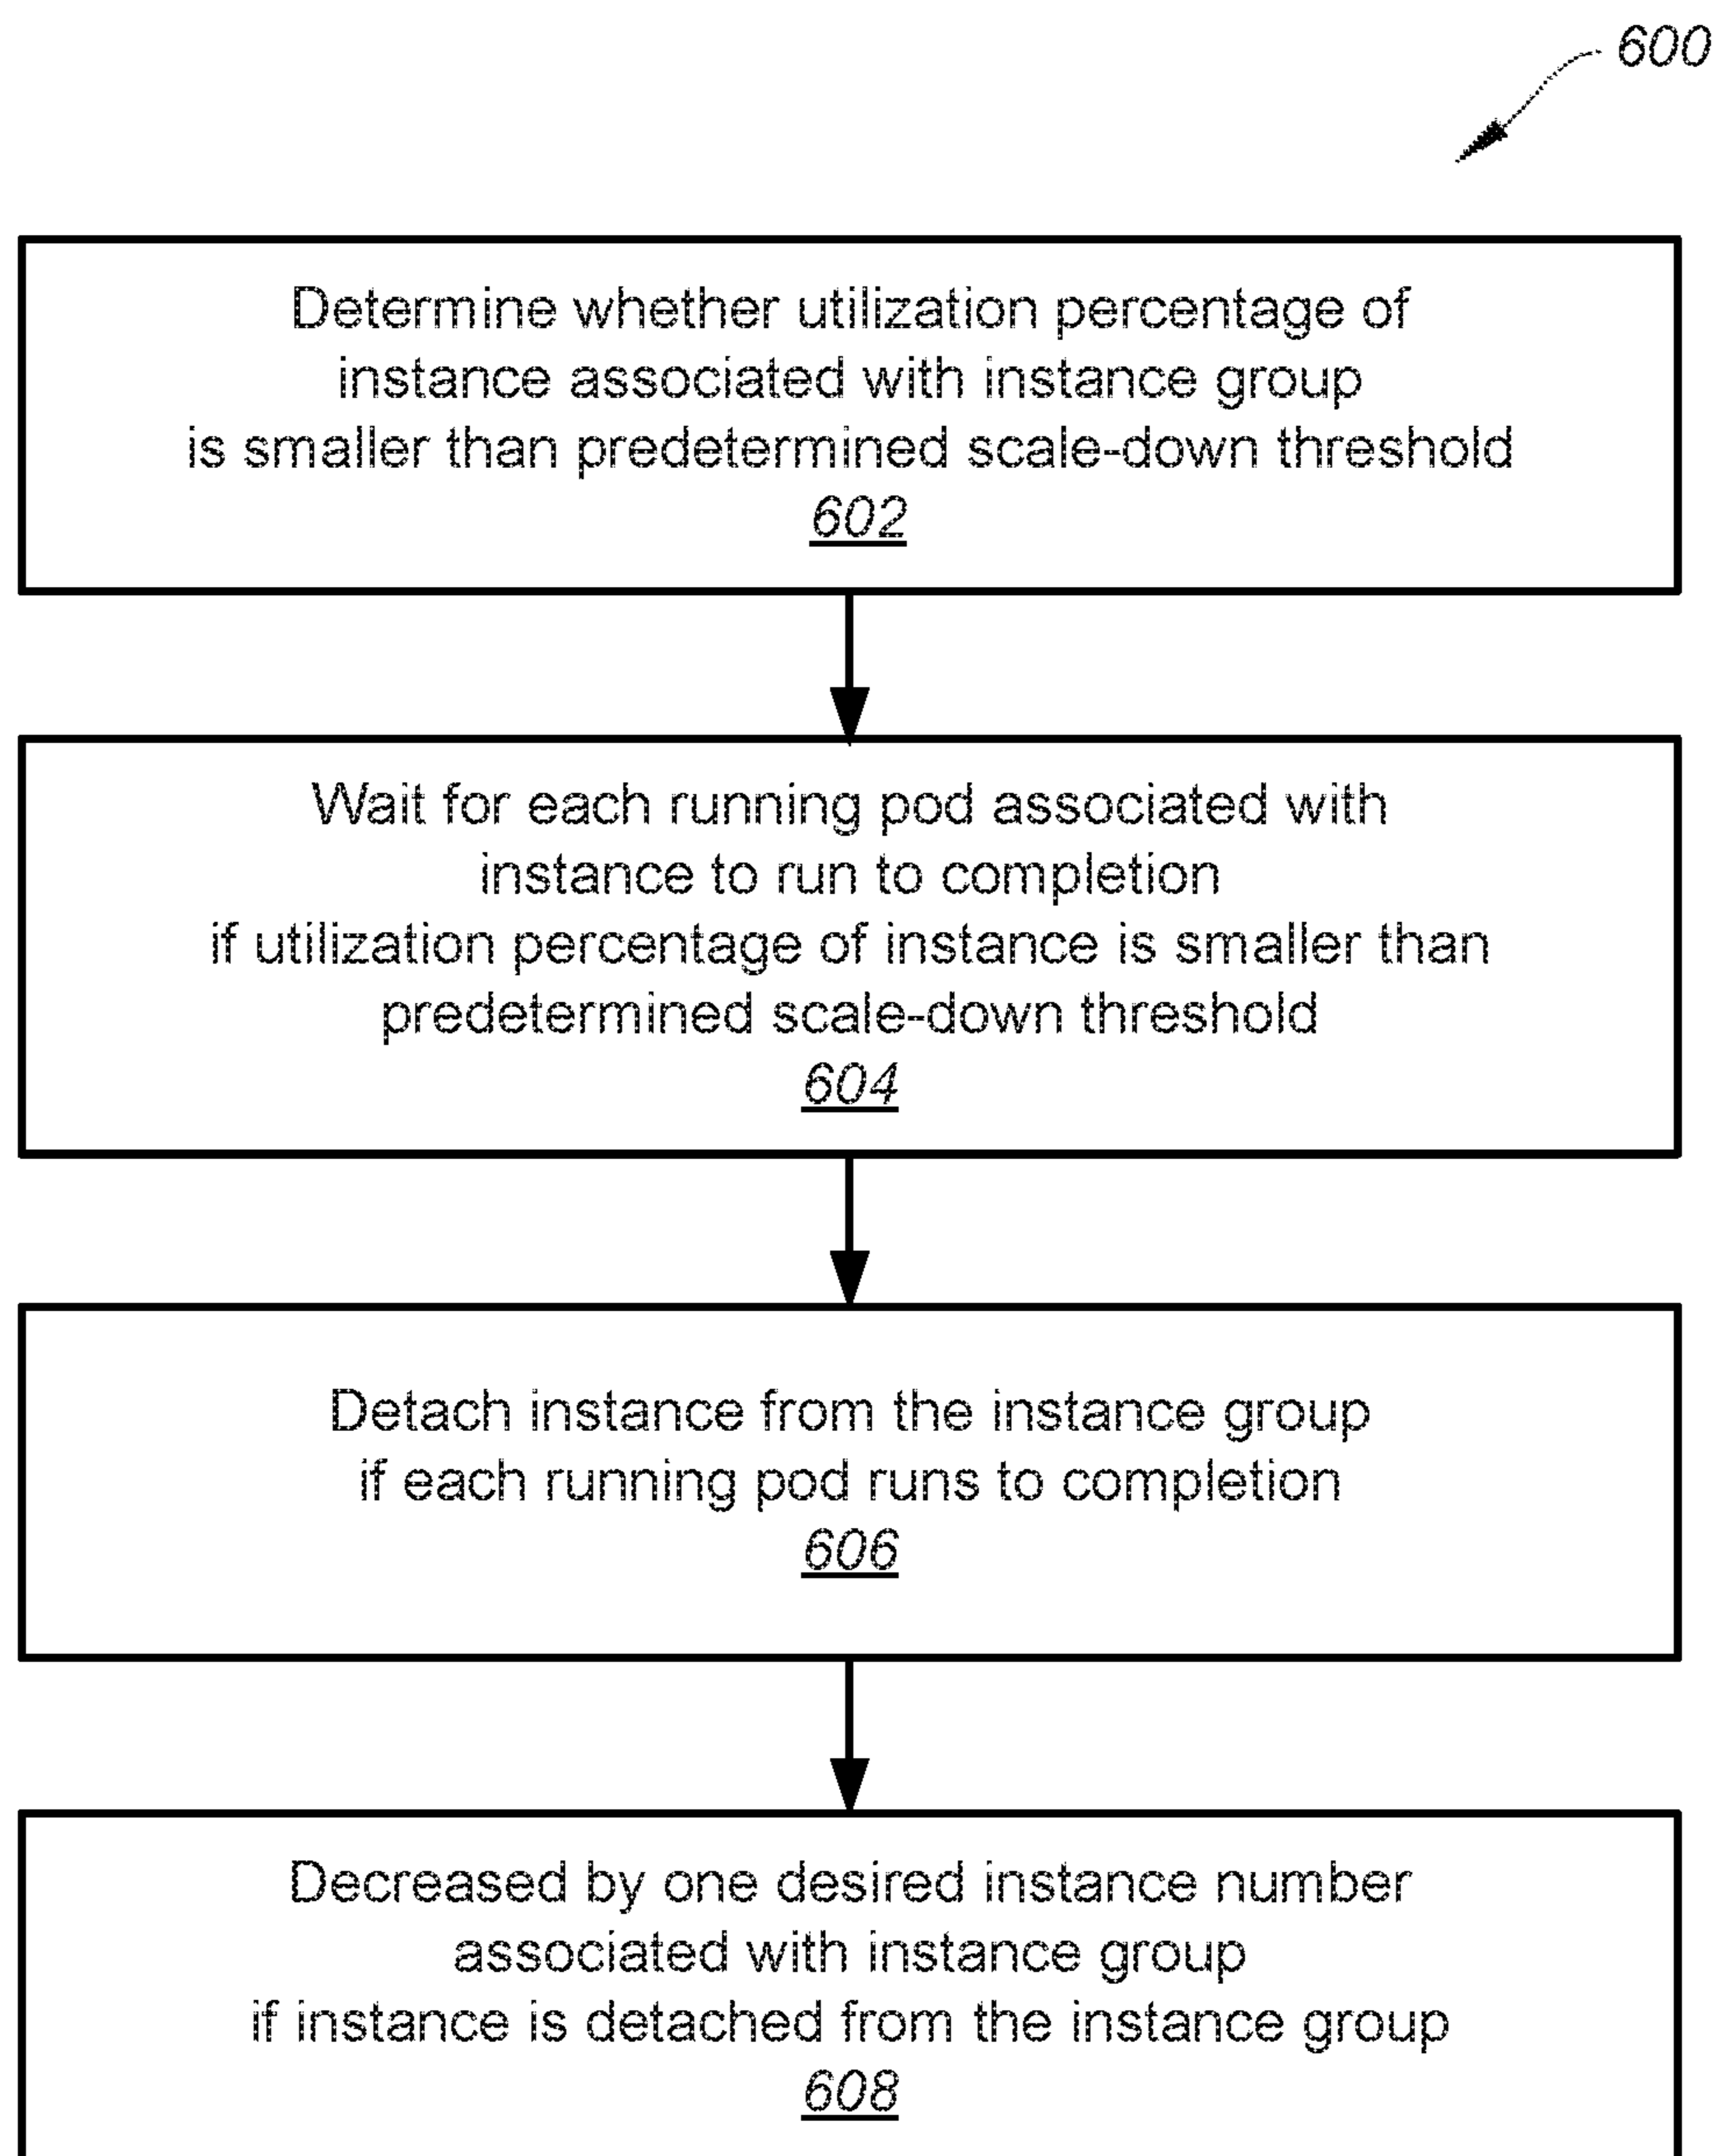 600
Determine whether utilization percentage of
instance associated with instance group
is smaller than predetermined scale-down threshold
602
Wait for each running pod associated with
instance to run to completion
if utilization percentage of instance is smaller than
predetermined scale-down threshold
604
Detach instance from the instance group
if each running pod runs to completion
606
Decreased by one desired instance number
associated with instance group
if instance is detached from the instance group
608